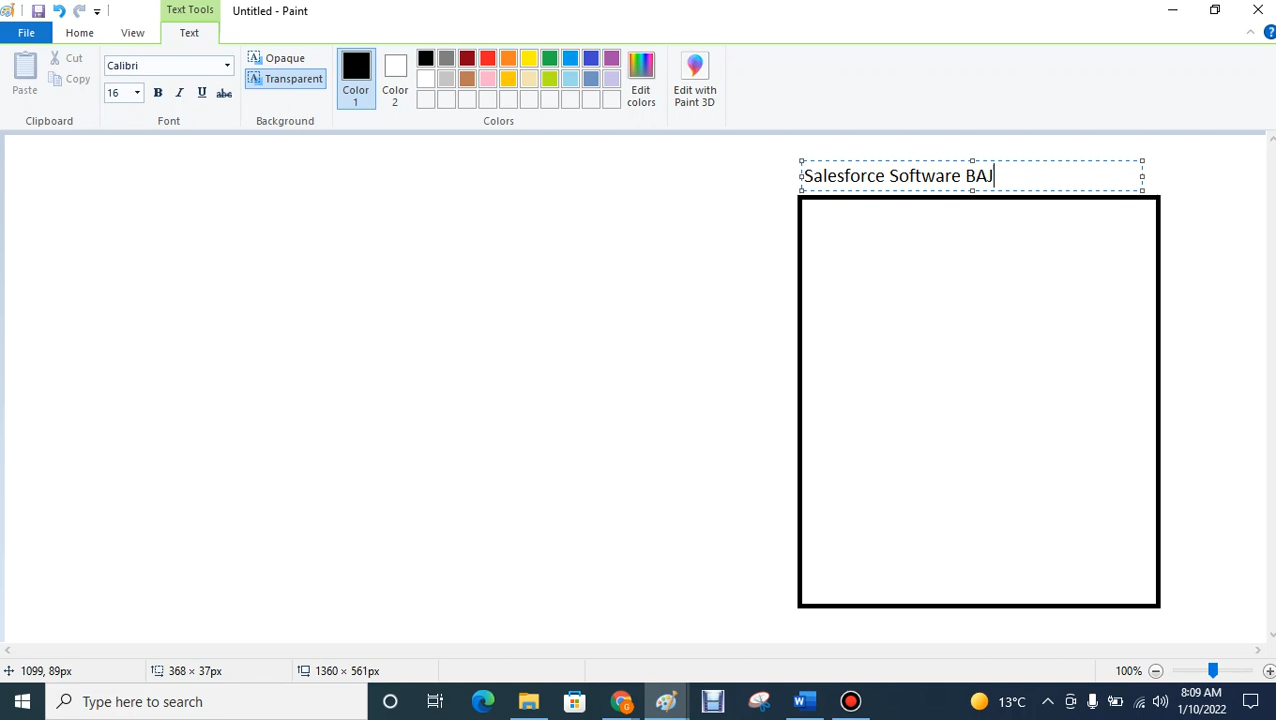 Text Tools
Untitled - Paint
File
Home
View
Text
Paste
Cut
Copy
Clipboard
Calibri
16
B
I
U
abc
Font
Opaque
Transparent
Background
Color 1
Color 2
Edit colors
Colors
Edit with Paint 3D
Salesforce Software BAJ
1099, 89px
368 × 37px
1360 × 561px
100%
Type here to search
13°C
8:09 AM
1/10/2022